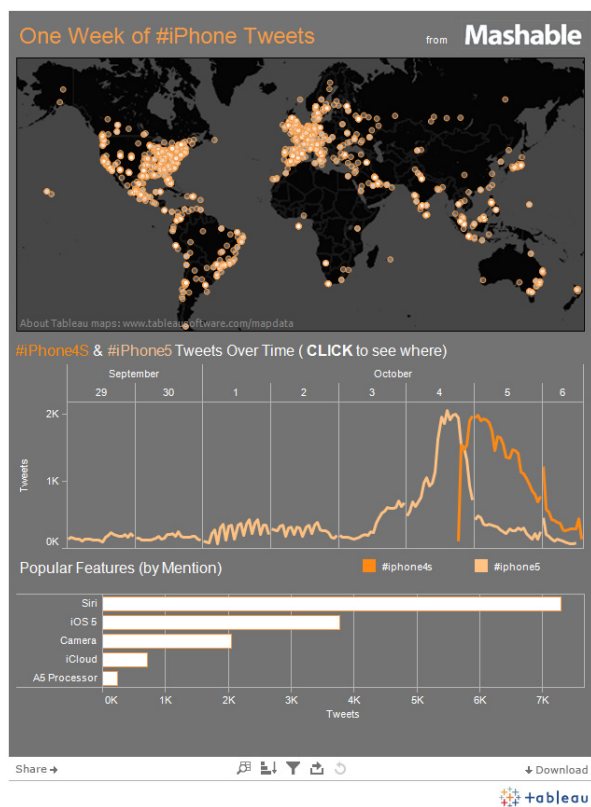 One Week of #iPhone Tweets from Mashable
About Tableau maps: www.tableausoftware.com/mapdata
#iPhone4S & #iPhone5 Tweets Over Time ( CLICK to see where)
September October
29 30 1 2 3 4 5 6
2K
1K
0K
Tweets
Popular Features (by Mention) #iphone4s #iphone5
Siri
iOS 5
Camera
iCloud
A5 Processor
0K 1K 2K 3K 4K 5K 6K 7K
Tweets
Share Download
+ableau